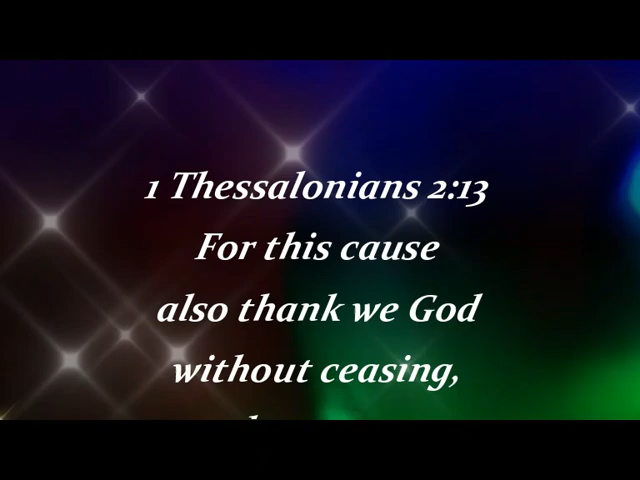 1 Thessalonians 2:13
For this cause
also thank we God
without ceasing,